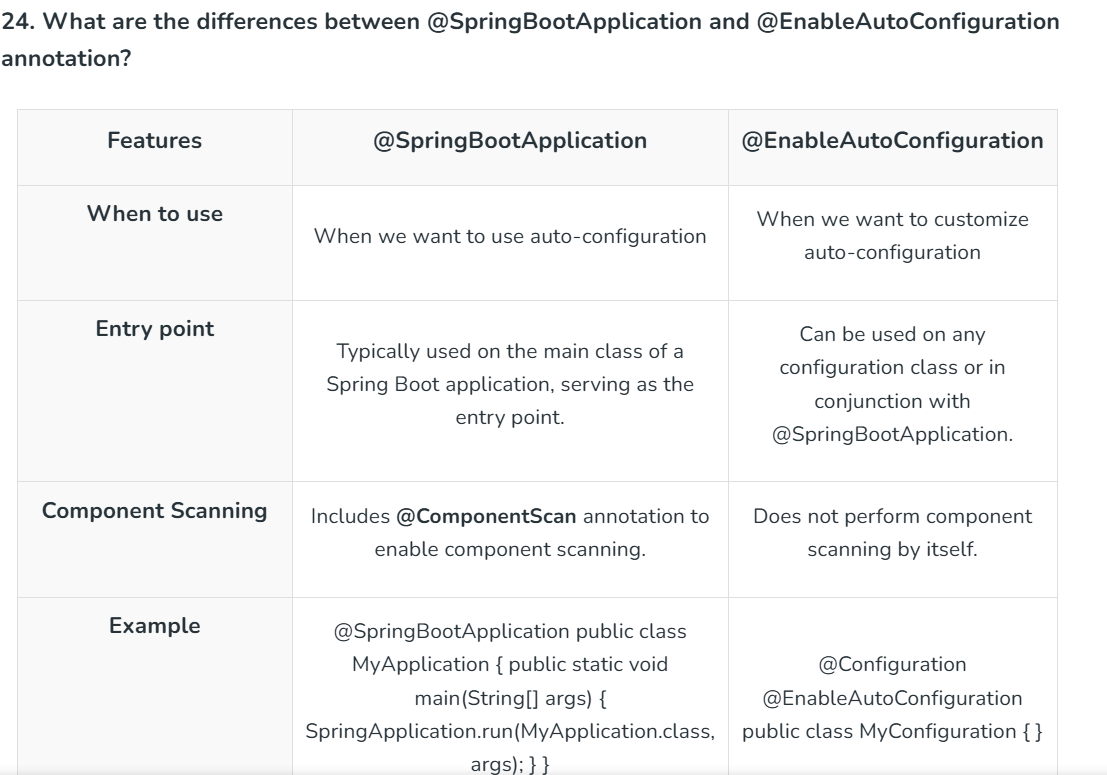 24. What are the differences between @SpringBootApplication and @EnableAutoConfiguration
annotation?
Features
@SpringBootApplication
@EnableAutoConfiguration
When to use
When we want to use auto-configuration
When we want to customize
auto-configuration
Entry point
Typically used on the main class of a
Spring Boot application, serving as the
entry point.
Can be used on any
configuration class or in
conjunction with
@SpringBootApplication.
Component Scanning
Includes @ComponentScan annotation to
enable component scanning.
Does not perform component
scanning by itself.
Example
@SpringBootApplication public class
MyApplication { public static void
main(String[] args) {
SpringApplication.run(MyApplication.class,
args); } }
@Configuration
@EnableAutoConfiguration
public class MyConfiguration { }